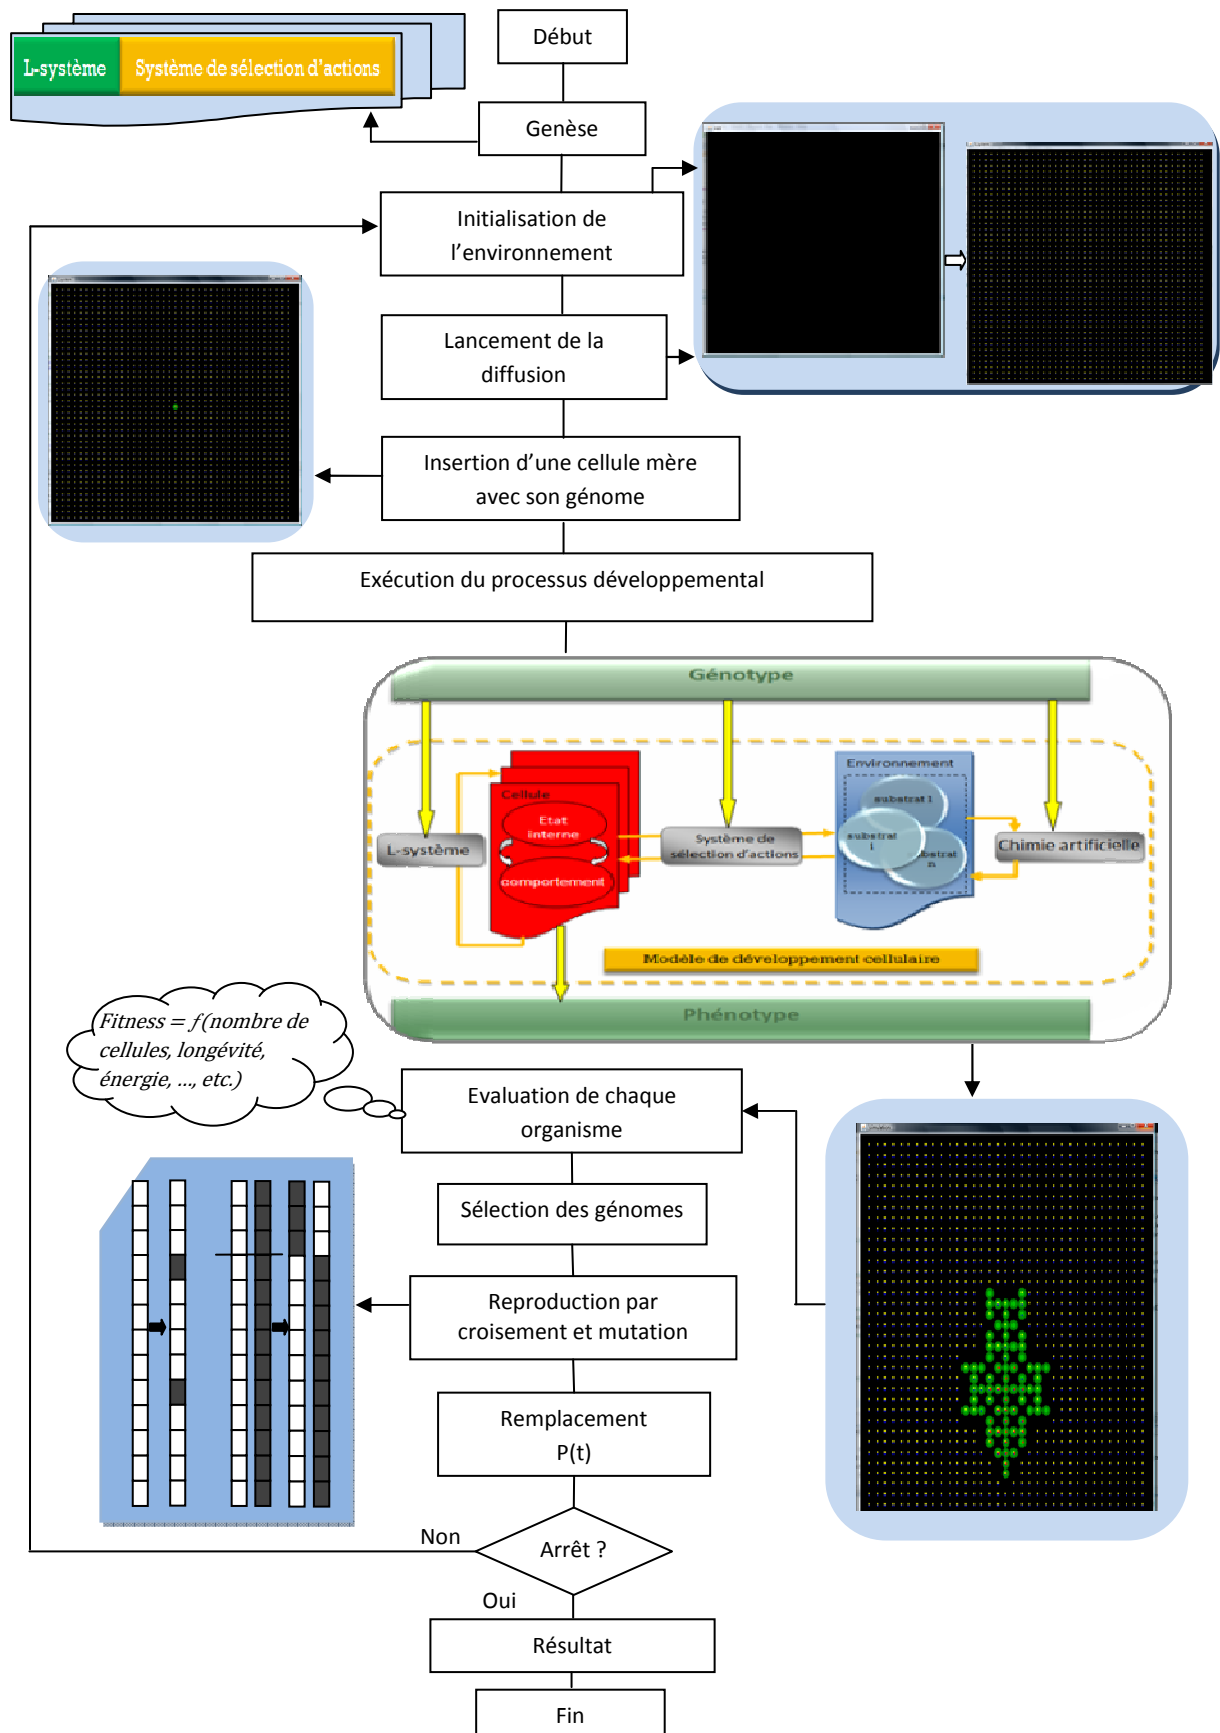 Début
L-système
Système de sélection d'actions
Genèse
Initialisation de
l'environnement
Lancement de la
diffusion
Insertion d'une cellule mère
avec son génome
Exécution du processus développemental
Génotype
Environnement
Cellule
substrat 1
Etat
interne
substrat
i
substrat
n
L-système
Système de
sélection d'actions
Chimie artificielle
comportement
Modèle de développement cellulaire
Phénotype
Fitness = f(nombre de
cellules, longévité,
énergie, ..., etc.)
Evaluation de chaque
organisme
Sélection des génomes
Reproduction par
croisement et mutation
Remplacement
P(t)
Non
Arrêt ?
Oui
Résultat
Fin